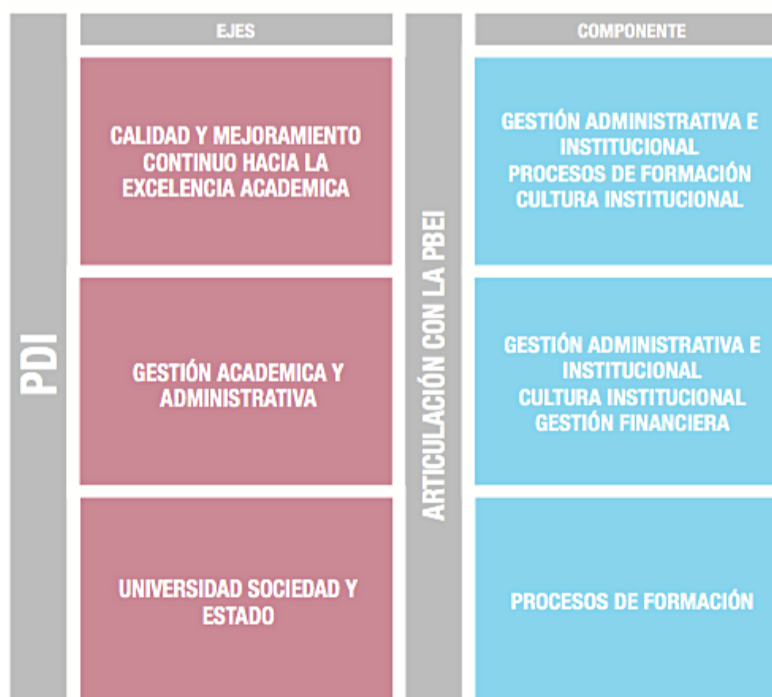 PDI
EJES
CALIDAD Y MEJORAMIENTO
CONTINUO HACIA LA
EXCELENCIA ACADEMICA
GESTIÓN ACADEMICA Y
ADMINISTRATIVA
UNIVERSIDAD SOCIEDAD Y
ESTADO
ARTICULACIÓN CON LA PBEI
COMPONENTE
GESTIÓN ADMINISTRATIVA E
INSTITUCIONAL
PROCESOS DE FORMACIÓN
CULTURA INSTITUCIONAL
GESTIÓN ADMINISTRATIVA E
INSTITUCIONAL
CULTURA INSTITUCIONAL
GESTIÓN FINANCIERA
PROCESOS DE FORMACIÓN